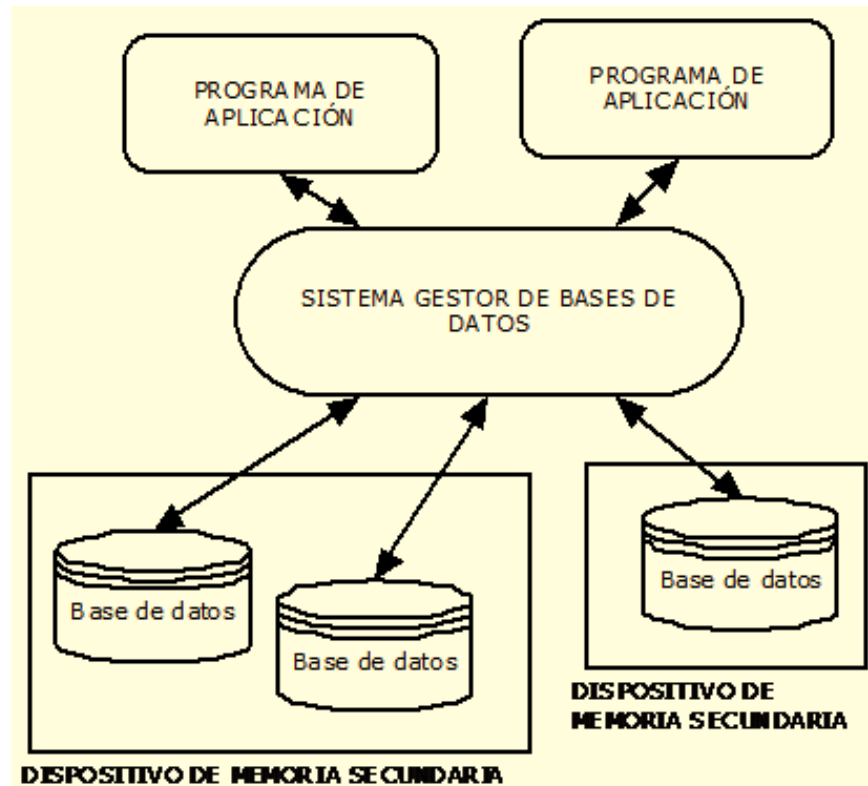 PROGRAMA DE
APLICACIÓN
PROGRAMA DE
APLICACIÓN
SISTEMA GESTOR DE BASES DE
DATOS
Base de datos
Base de datos
Base de datos
DISPOSITIVO DE
MEMORIA SECUNDARIA
DISPOSITIVO DE MEMORIA SECUNDARIA